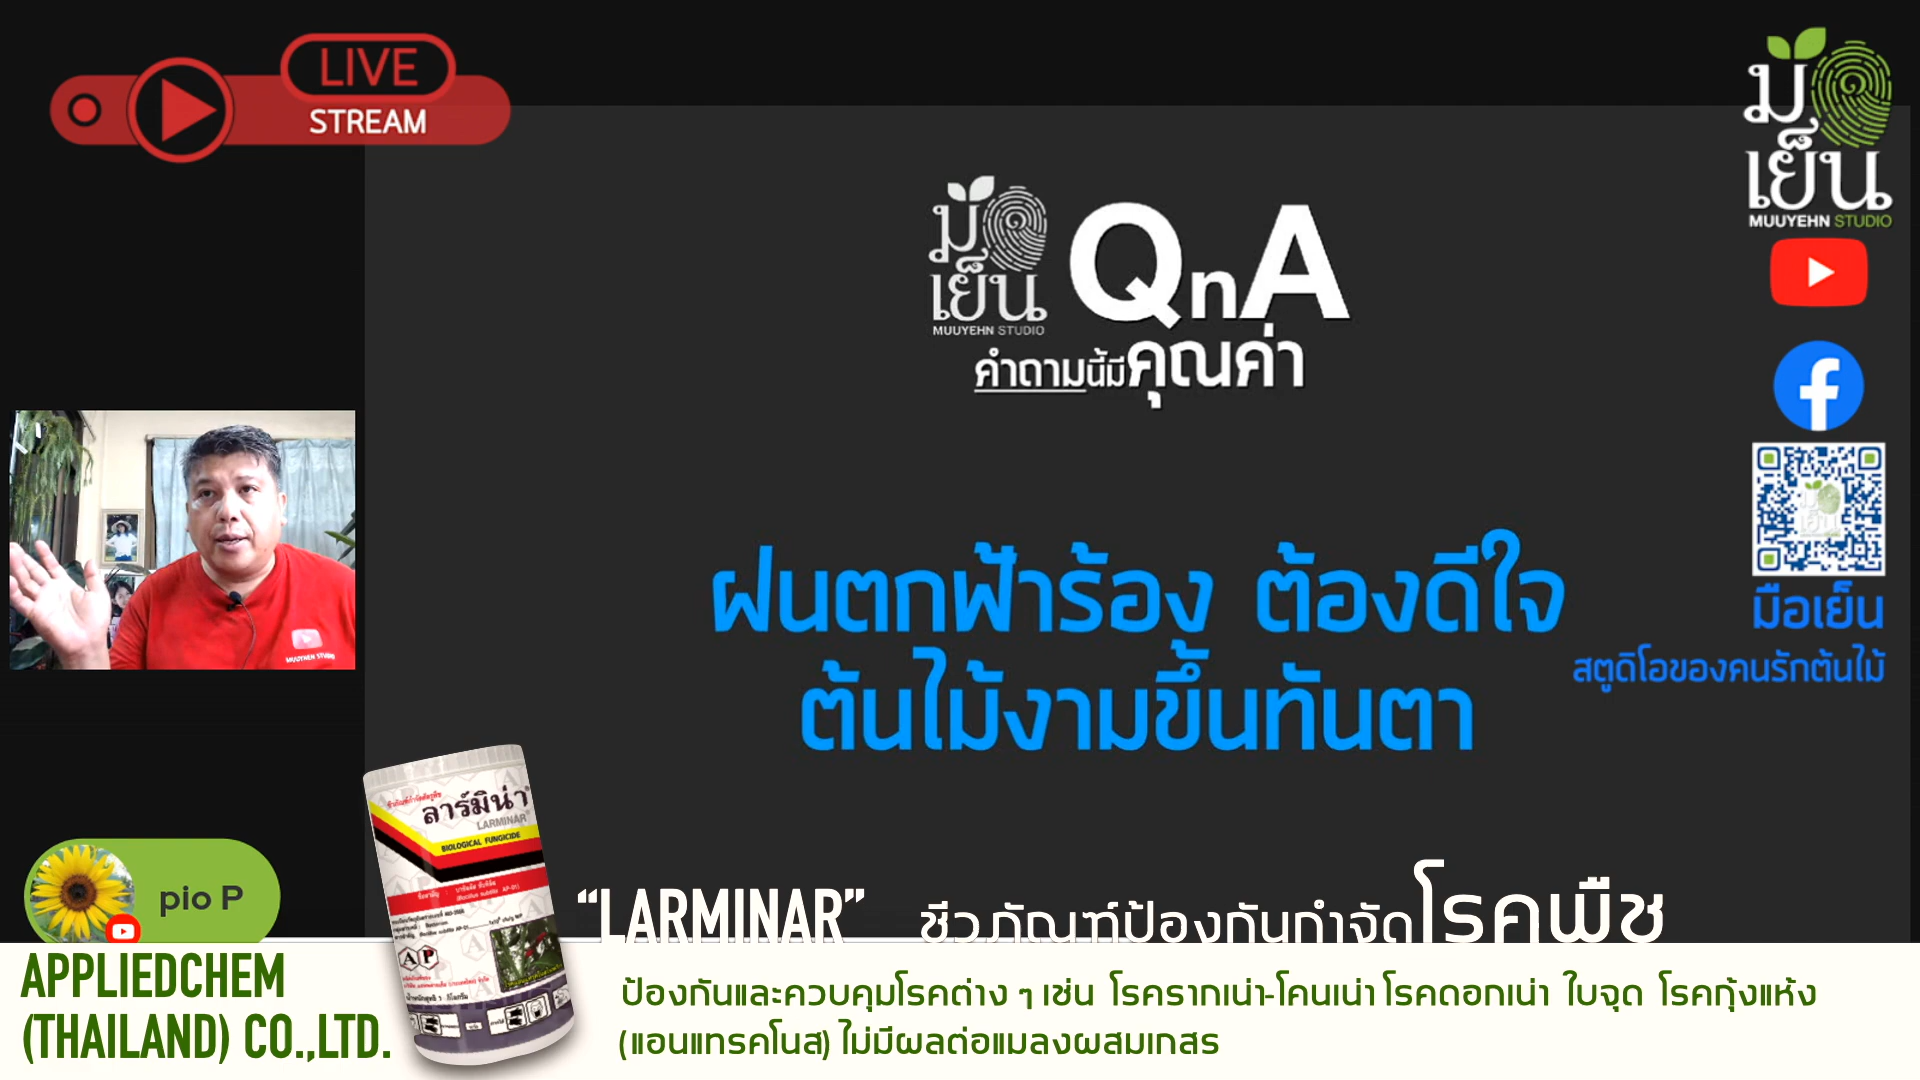 LIVE
STREAM
มือ
เย็น
MUUYEHN STUDIO
มือ
เย็น
MUUYEHN STUDIO
QnA
คำถามนี้มีคุณค่า
ฝนตกฟ้าร้อง ต้องดีใจ
ต้นไม้งามขึ้นทันตา
มือเย็น
สตูดิโอของคนรักต้นไม้
MUUYEHN STUDIO
pio P
ลาร์มิน่า
LARMINAR
BIOLOGICAL FUNGICIDE
AP
“LARMINAR” ชีวภัณฑ์ป้องกันกำจัดโรคพืช
APPLIEDCHEM
(THAILAND) CO.,LTD.
ป้องกันและควบคุมโรคต่าง ๆ เช่น โรครากเน่า-โคนเน่า โรคดอกเน่า ใบจุด โรคกุ้งแห้ง
(แอนแทรคโนส) ไม่มีผลต่อแมลงผสมเกสร